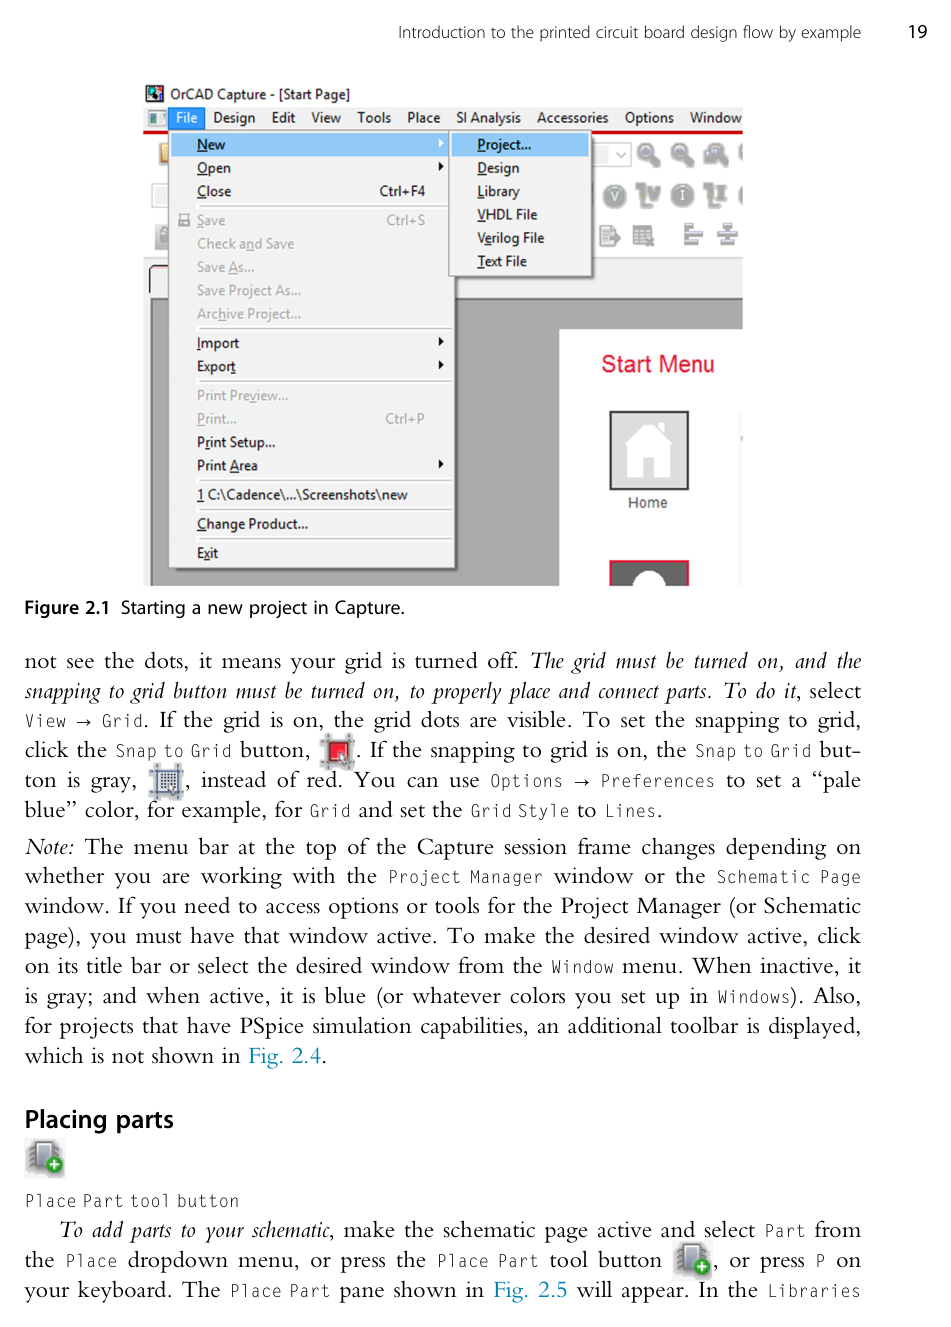 Introduction to the printed circuit board design flow by example 19
OrCAD Capture - [Start Page]
File Design Edit View Tools Place SI Analysis Accessories Options Window
New
Open
Close Ctrl+F4
Save Ctrl+S
Check and Save
Save As...
Save Project As...
Archive Project...
Import
Export
Print Preview...
Print... Ctrl+P
Print Setup...
Print Area
1 C:\Cadence\...\Screenshots\new
Change Product...
Exit
Project...
Design
Library
VHDL File
Verilog File
Text File
V
I
Start Menu
Home
Figure 2.1 Starting a new project in Capture.
not see the dots, it means your grid is turned off. The grid must be turned on, and the
snapping to grid button must be turned on, to properly place and connect parts. To do it, select
View → Grid. If the grid is on, the grid dots are visible. To set the snapping to grid,
click the Snap to Grid button, . If the snapping to grid is on, the Snap to Grid but-
ton is gray, , instead of red. You can use Options → Preferences to set a “pale
blue” color, for example, for Grid and set the Grid Style to Lines.
Note: The menu bar at the top of the Capture session frame changes depending on
whether you are working with the Project Manager window or the Schematic Page
window. If you need to access options or tools for the Project Manager (or Schematic
page), you must have that window active. To make the desired window active, click
on its title bar or select the desired window from the Window menu. When inactive, it
is gray; and when active, it is blue (or whatever colors you set up in Windows). Also,
for projects that have PSpice simulation capabilities, an additional toolbar is displayed,
which is not shown in Fig. 2.4.
Placing parts
Place Part tool button
To add parts to your schematic, make the schematic page active and select Part from
the Place dropdown menu, or press the Place Part tool button , or press P on
your keyboard. The Place Part pane shown in Fig. 2.5 will appear. In the Libraries